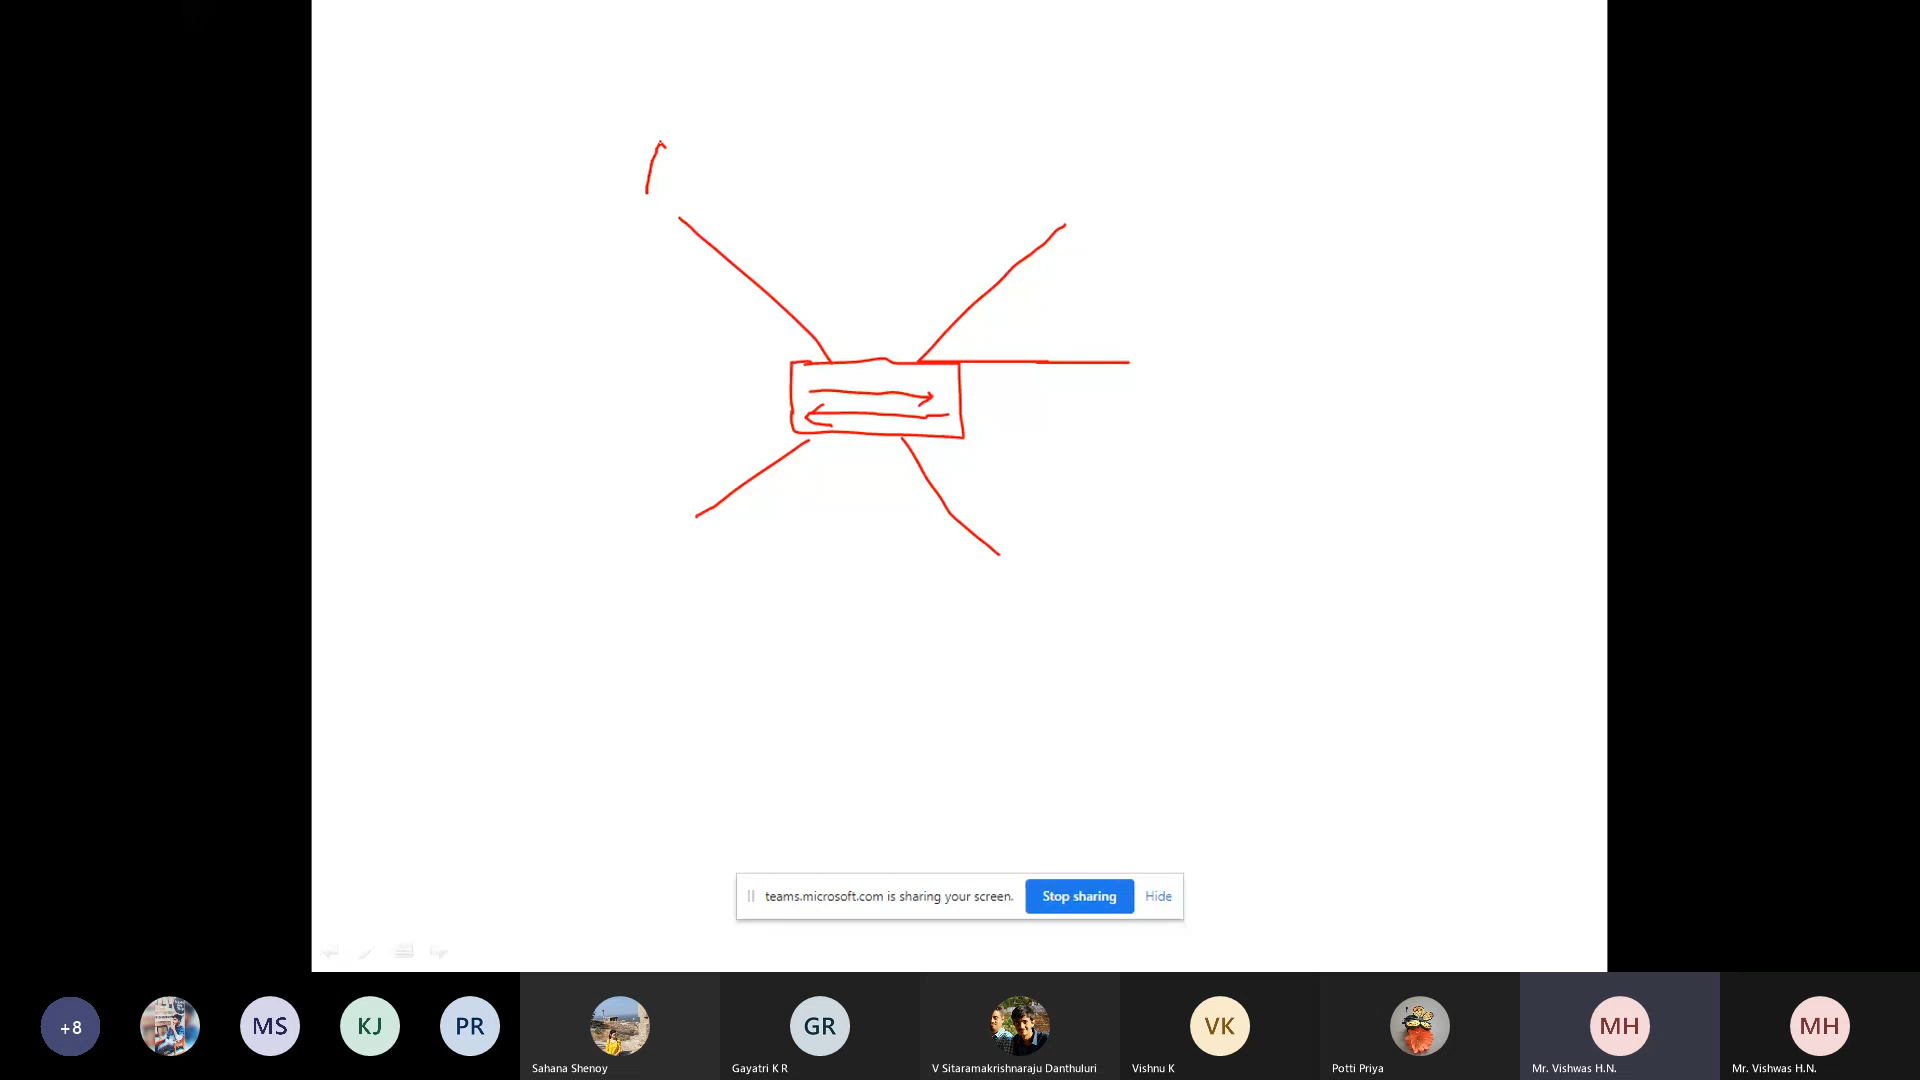 teams.microsoft.com is sharing your screen.
Stop sharing
Hide
+8
MS
KJ
PR
GR
VK
MH
MH
Sahana Shenoy
Gayatri K R
V Sitaramakrishnaraju Danthuluri
Vishnu K
Potti Priya
Mr. Vishwas H.N.
Mr. Vishwas H.N.